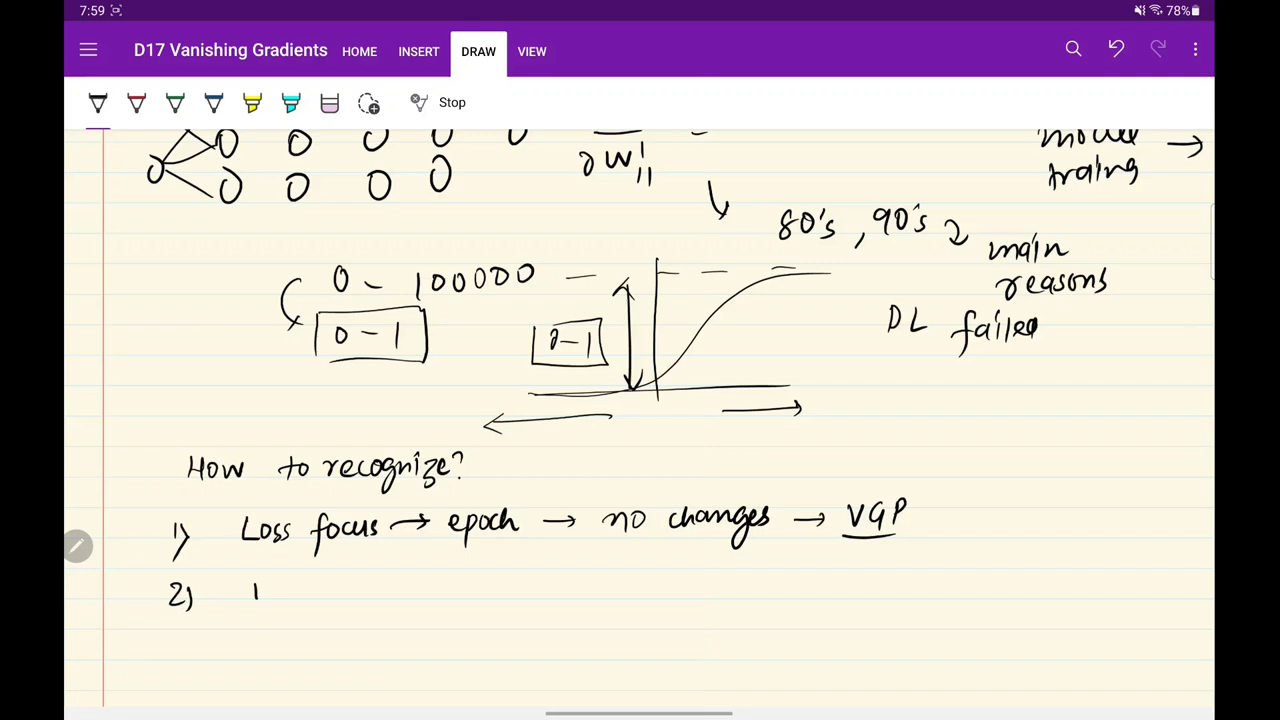 7:59 78%
D17 Vanishing Gradients HOME INSERT DRAW VIEW
Stop
∂W¹₁₁
model →
training
80's, 90's
main
reasons
DL failed
0 - 100000
0 - 1
0-1
How to recognize?
1) Loss focus → epoch → no changes → VGP
2)